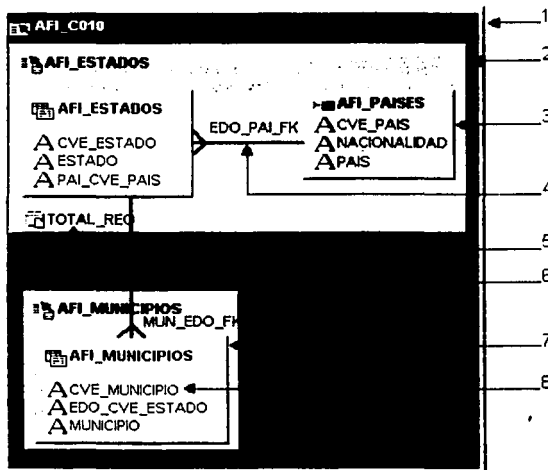 AFI_C010
AFI_ESTADOS
AFI_ESTADOS
CVE_ESTADO
ESTADO
PAI_CVE_PAIS
EDO_PAI_FK
AFI_PAISES
CVE_PAIS
NACIONALIDAD
PAIS
TOTAL_REG
AFI_MUNICIPIOS
MUN_EDO_FK
AFI_MUNICIPIOS
CVE_MUNICIPIO
EDO_CVE_ESTADO
MUNICIPIO
1
2
3
4
5
6
7
8